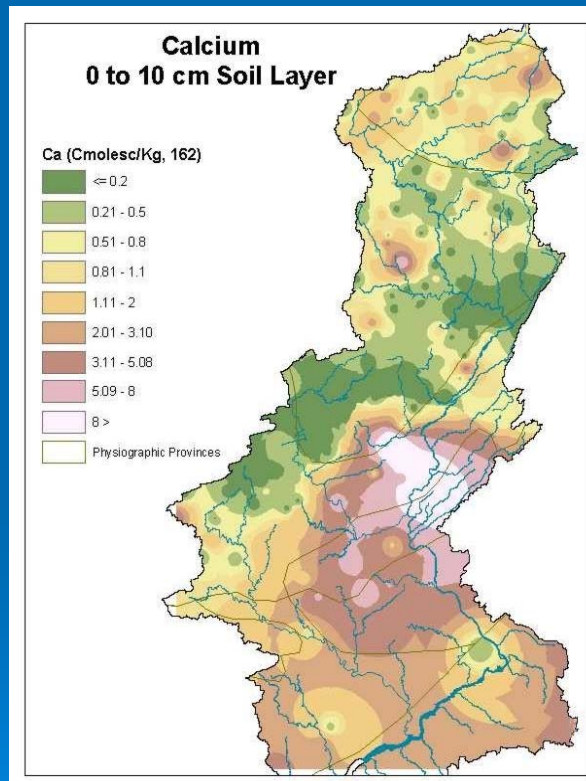 Calcium
0 to 10 cm Soil Layer
Ca (Cmolesc/Kg, 162)
<= 0.2
0.21 - 0.5
0.51 - 0.8
0.81 - 1.1
1.11 - 2
2.01 - 3.10
3.11 - 5.08
5.09 - 8
8 >
Physiographic Provinces